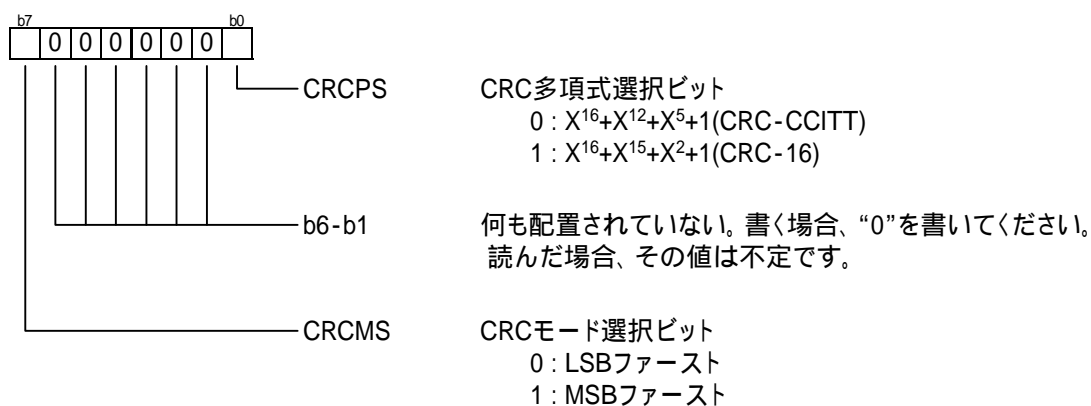 b7 b0
0 0 0 0 0 0
CRCPS CRC多項式選択ビット
0 : X¹⁶+X¹²+X⁵+1(CRC-CCITT)
1 : X¹⁶+X¹⁵+X²+1(CRC-16)
b6-b1 何も配置されていない。書く場合、“0”を書いてください。
読んだ場合、その値は不定です。
CRCMS CRCモード選択ビット
0 : LSBファースト
1 : MSBファースト